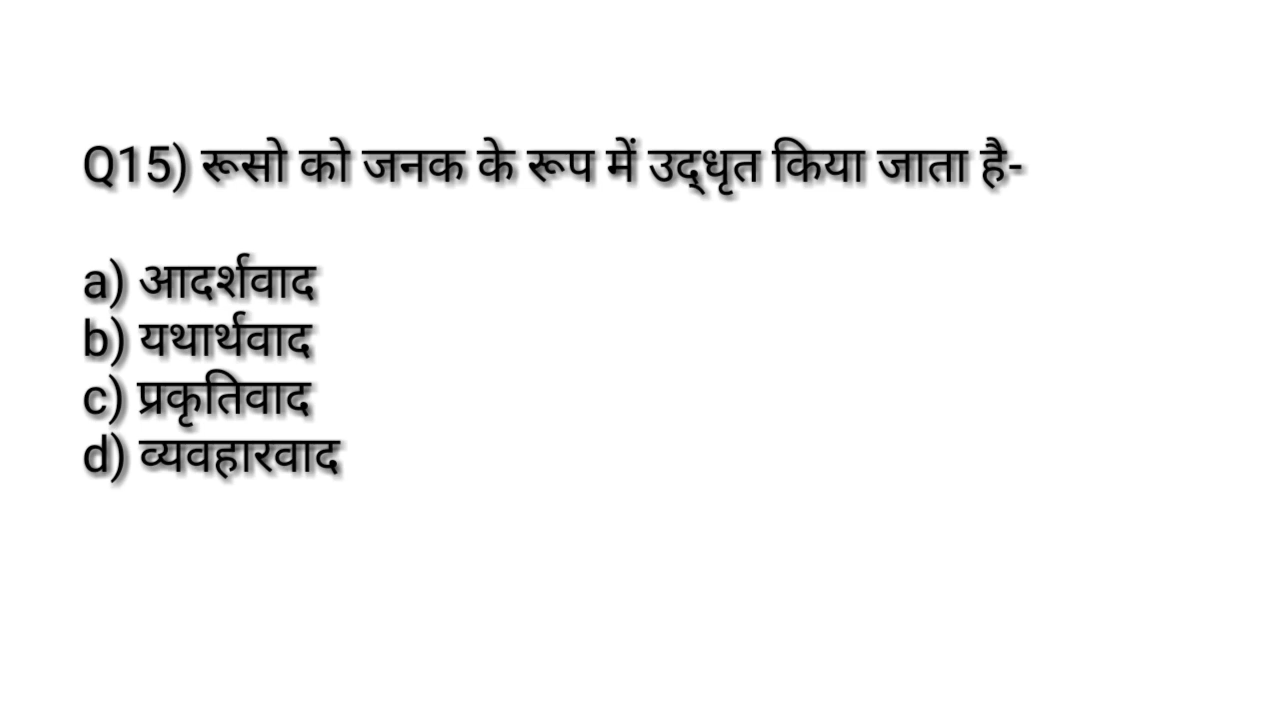 Q15) रूसो को जनक के रूप में उद्धृत किया जाता है-
a) आदर्शवाद
b) यथार्थवाद
c) प्रकृतिवाद
d) व्यवहारवाद